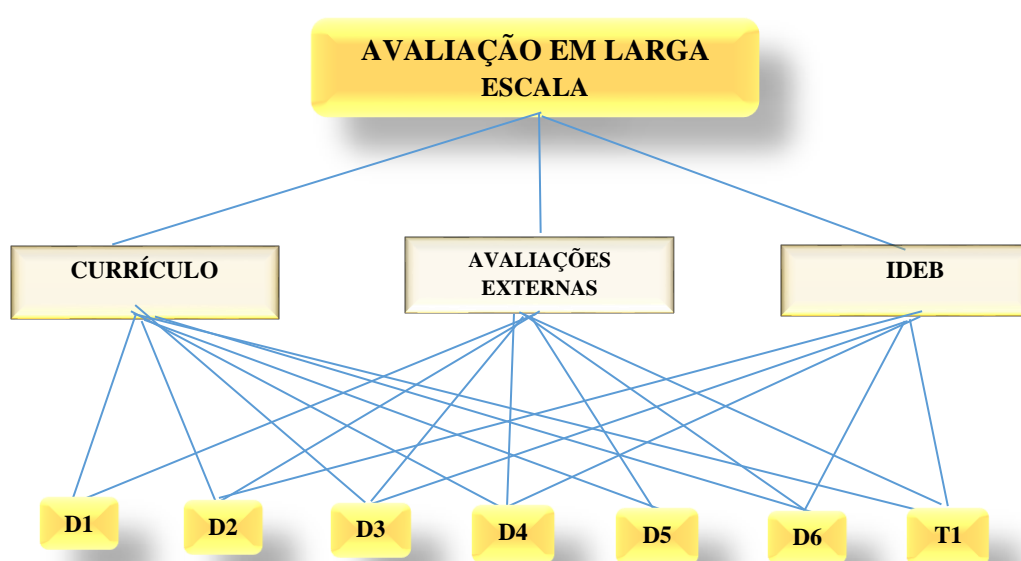 AVALIAÇÃO EM LARGA
ESCALA
CURRÍCULO
AVALIAÇÕES
EXTERNAS
IDEB
D1
D2
D3
D4
D5
D6
T1